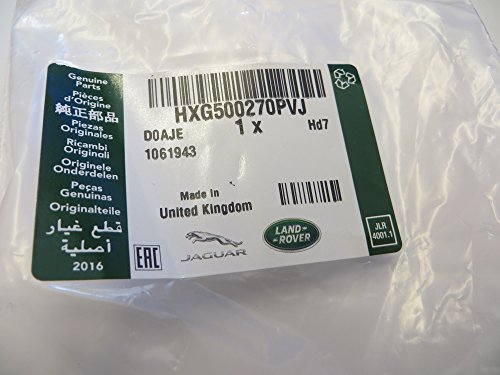 Genuine
Parts
Pièces
d'Origine
純正部品
Piezas
Originales
Ricambi
Originali
Originele
Onderdelen
Peças
Genuinas
Originalteile
قطع غيار
أصلية
2016
HXG500270PVJ
1 x
Hd7
D0AJE
1061943
Made in
United Kingdom
EAC
JAGUAR
LAND
ROVER
JLR
4001.1